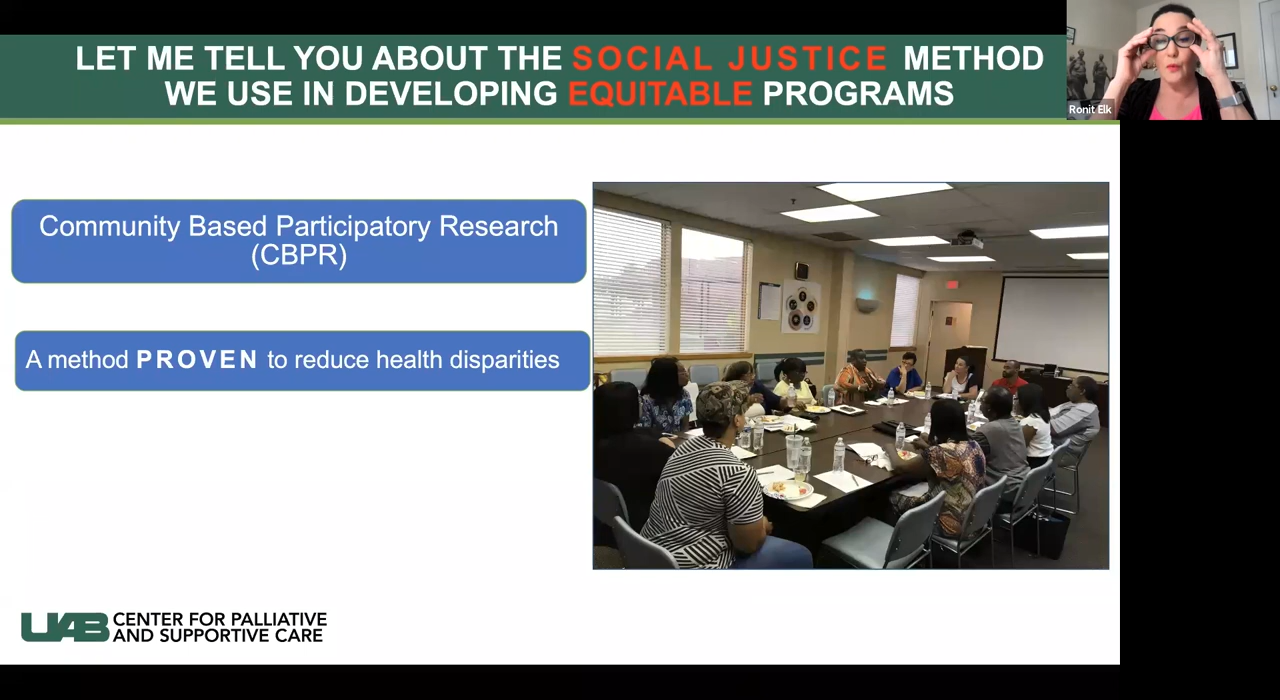 LET ME TELL YOU ABOUT THE SOCIAL JUSTICE METHOD
WE USE IN DEVELOPING EQUITABLE PROGRAMS
Ronit Elk
Community Based Participatory Research
(CBPR)
A method PROVEN to reduce health disparities
UAB CENTER FOR PALLIATIVE
AND SUPPORTIVE CARE